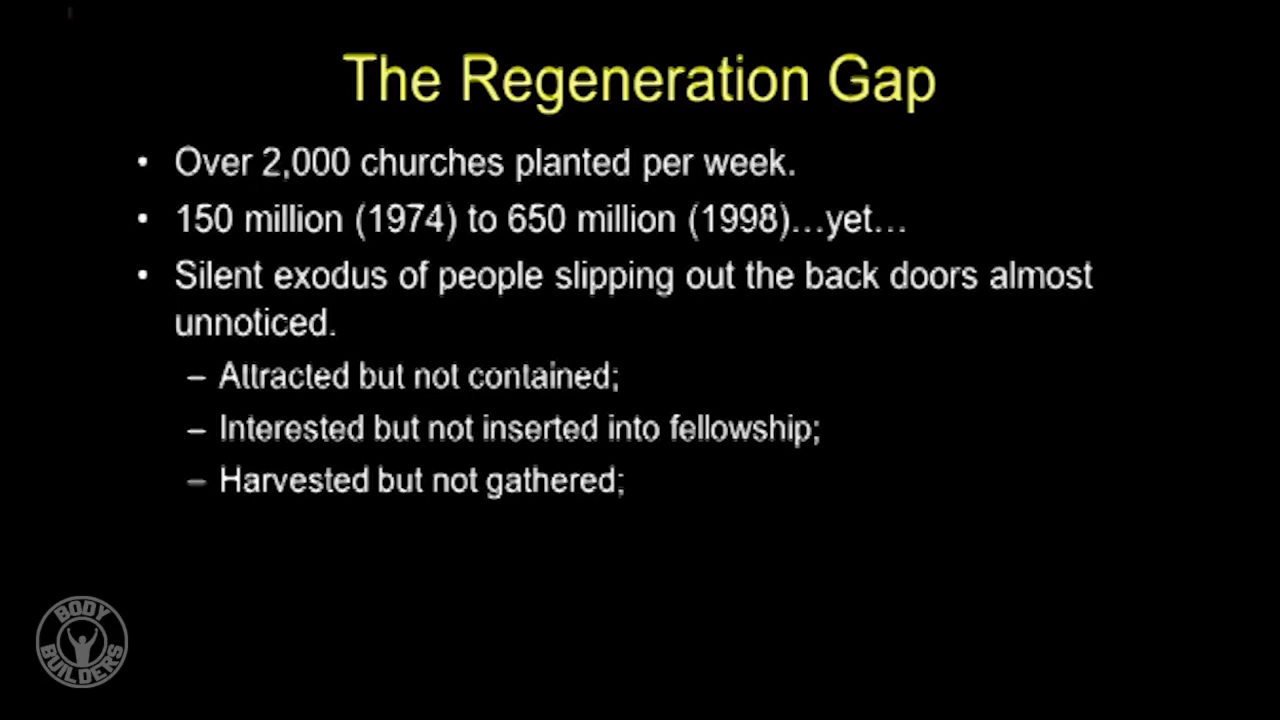 The Regeneration Gap
• Over 2,000 churches planted per week.
• 150 million (1974) to 650 million (1998)...yet...
• Silent exodus of people slipping out the back doors almost
unnoticed.
– Attracted but not contained;
– Interested but not inserted into fellowship;
– Harvested but not gathered;
BODY
BUILDERS